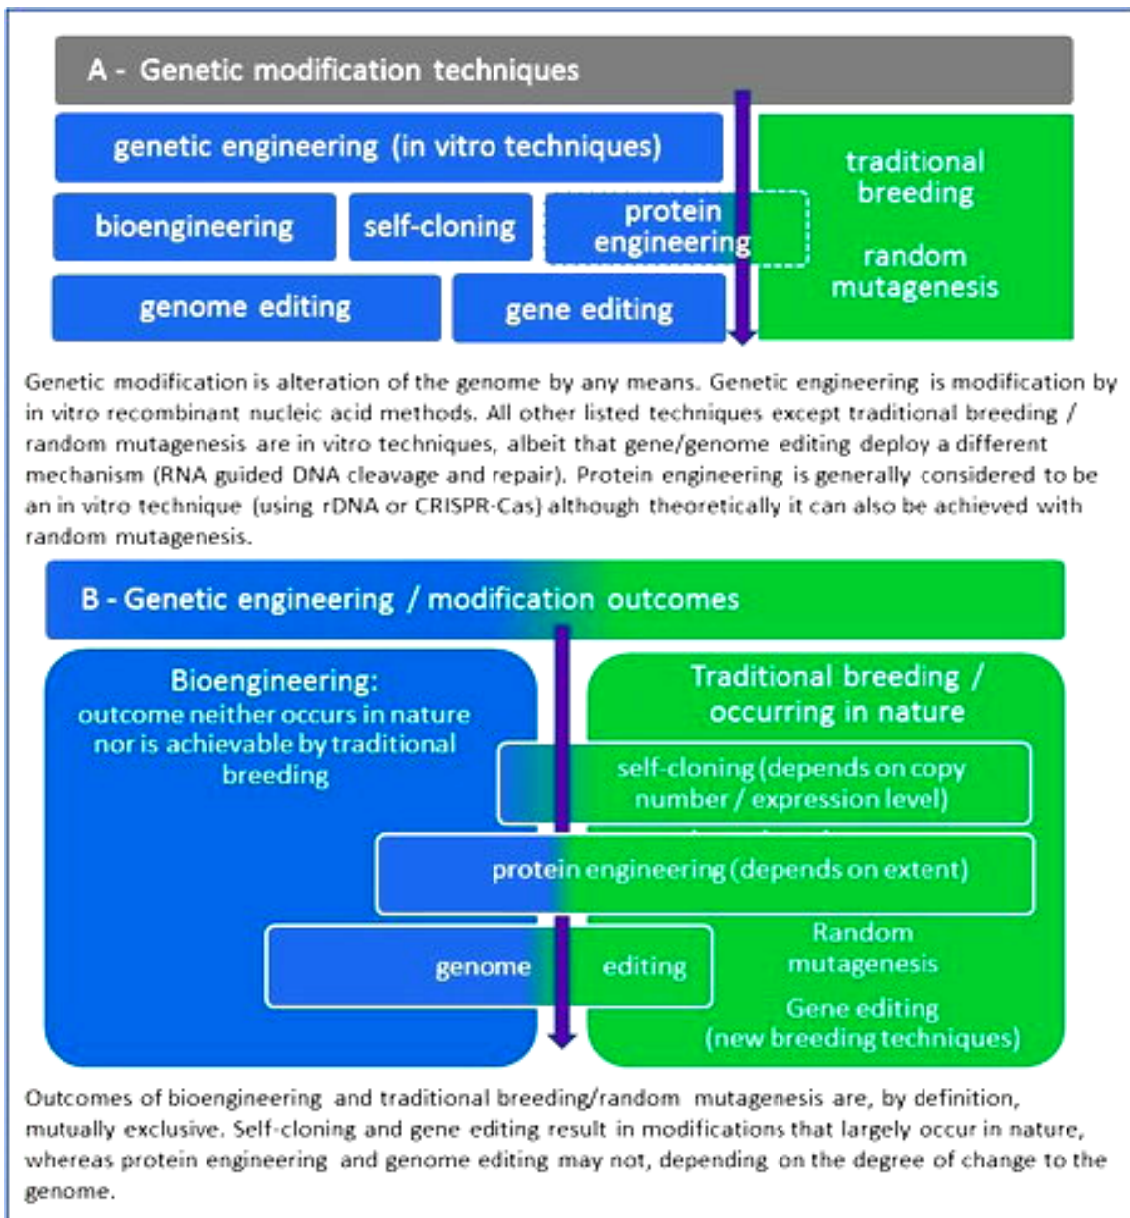 A - Genetic modification techniques
genetic engineering (in vitro techniques)
bioengineering
self-cloning
protein
engineering
genome editing
gene editing
traditional
breeding
random
mutagenesis
Genetic modification is alteration of the genome by any means. Genetic engineering is modification by
in vitro recombinant nucleic acid methods. All other listed techniques except traditional breeding /
random mutagenesis are in vitro techniques, albeit that gene/genome editing deploy a different
mechanism (RNA guided DNA cleavage and repair). Protein engineering is generally considered to be
an in vitro technique (using rDNA or CRISPR-Cas) although theoretically it can also be achieved with
random mutagenesis.
B - Genetic engineering / modification outcomes
Bioengineering:
outcome neither occurs in nature
nor is achievable by traditional
breeding
Traditional breeding /
occurring in nature
self-cloning (depends on copy
number / expression level)
protein engineering (depends on extent)
genome editing
Random
mutagenesis
Gene editing
(new breeding techniques)
Outcomes of bioengineering and traditional breeding/random mutagenesis are, by definition,
mutually exclusive. Self-cloning and gene editing result in modifications that largely occur in nature,
whereas protein engineering and genome editing may not, depending on the degree of change to the
genome.